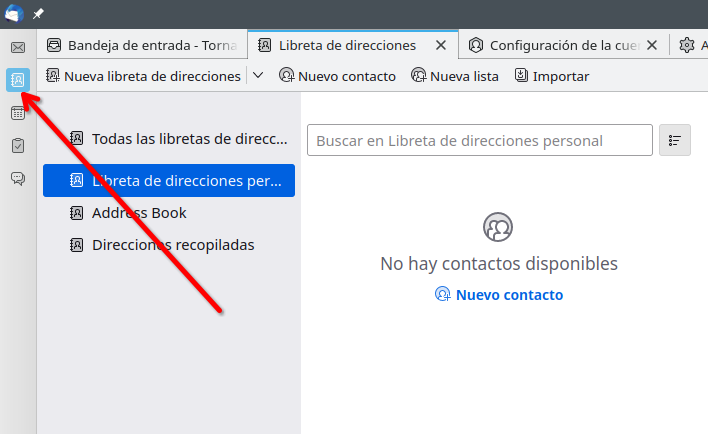 Bandeja de entrada - Torna
Libreta de direcciones
Configuración de la cuen
A
Nueva libreta de direcciones
Nuevo contacto
Nueva lista
Importar
Todas las libretas de direcc...
Libreta de direcciones per...
Address Book
Direcciones recopiladas
Buscar en Libreta de direcciones personal
No hay contactos disponibles
Nuevo contacto